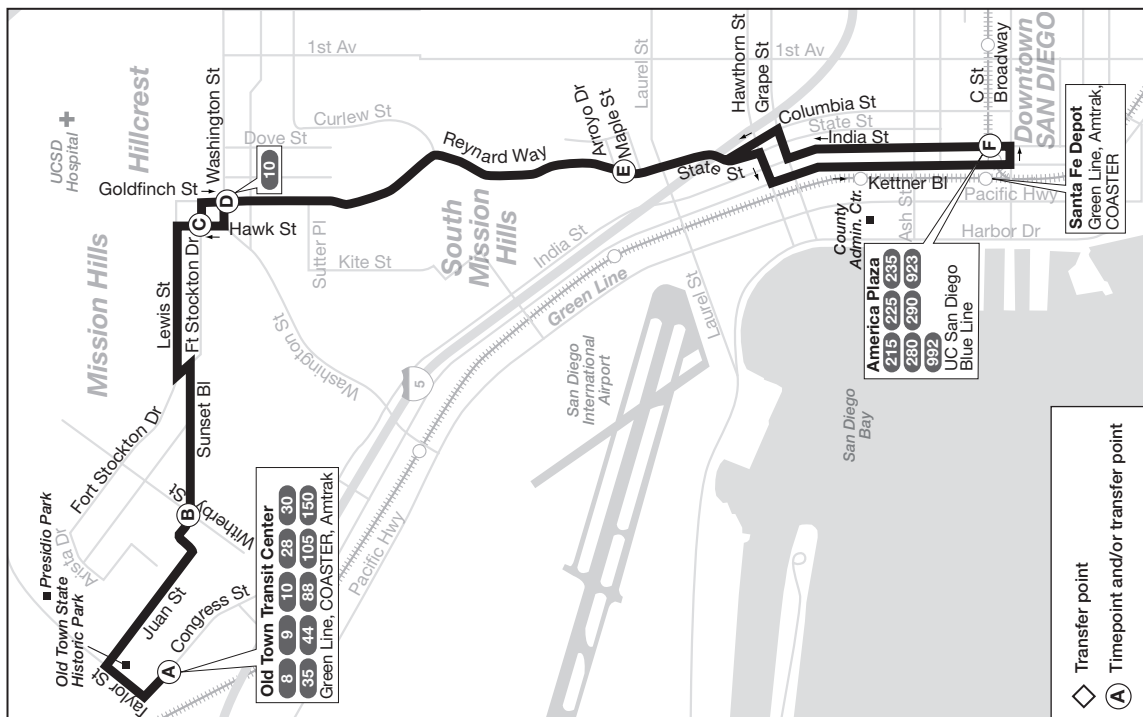 1st Av
1st Av
UCSD
Hospital
Hillcrest
Washington St
Dove St
Curlew St
Goldfinch St
10
Hawk St
Sutter Pl
Kite St
Reynard Way
South
Mission
Hills
Arroyo Dr
Maple St
Laurel St
Hawthorn St
Grape St
Columbia St
State St
State St
India St
C St
Broadway
Downtown
SAN DIEGO
Kettner Bl
Pacific Hwy
Ash St
Harbor Dr
County
Admin. Ctr.
Santa Fe Depot
Green Line, Amtrak,
COASTER
America Plaza
215 225 235
280 290 923
992
UC San Diego
Blue Line
Mission Hills
Lewis St
Ft Stockton Dr
Washington St
India St
Green Line
5
Laurel St
San Diego
International
Airport
San Diego
Bay
Fort Stockton Dr
Sunset Bl
Witherby St
Arista Dr
Presidio Park
Old Town State
Historic Park
Juan St
Taylor St
Congress St
Pacific Hwy
Old Town Transit Center
8 9 10 28 30
35 44 88 105 150
Green Line, COASTER, Amtrak
A
B
C
D
E
F
Transfer point
A Timepoint and/or transfer point